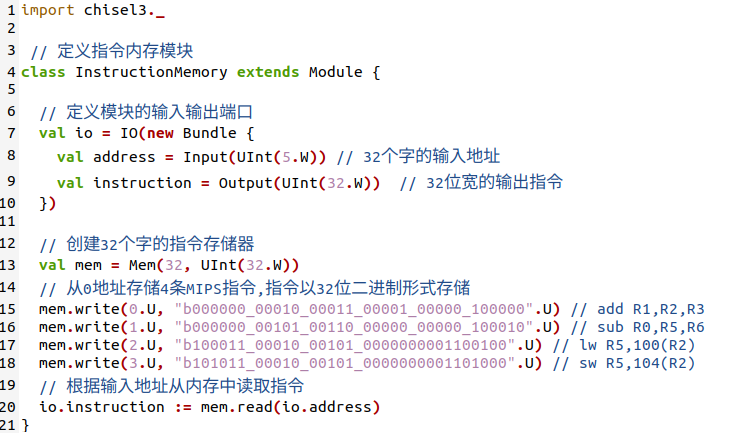 1 import chisel3._
2
3  // 定义指令内存模块
4 class InstructionMemory extends Module {
5
6   // 定义模块的输入输出端口
7   val io = IO(new Bundle {
8     val address = Input(UInt(5.W)) // 32个字的输入地址
9     val instruction = Output(UInt(32.W))  // 32位宽的输出指令
10   })
11
12   // 创建32个字的指令存储器
13   val mem = Mem(32, UInt(32.W))
14   // 从0地址存储4条MIPS指令,指令以32位二进制形式存储
15   mem.write(0.U, "b000000_00010_00011_00001_00000_100000".U) // add R1,R2,R3
16   mem.write(1.U, "b000000_00101_00110_00000_00000_100010".U) // sub R0,R5,R6
17   mem.write(2.U, "b100011_00010_00101_0000000001100100".U) // lw R5,100(R2)
18   mem.write(3.U, "b101011_00010_00101_0000000001101000".U) // sw R5,104(R2)
19   // 根据输入地址从内存中读取指令
20   io.instruction := mem.read(io.address)
21 }